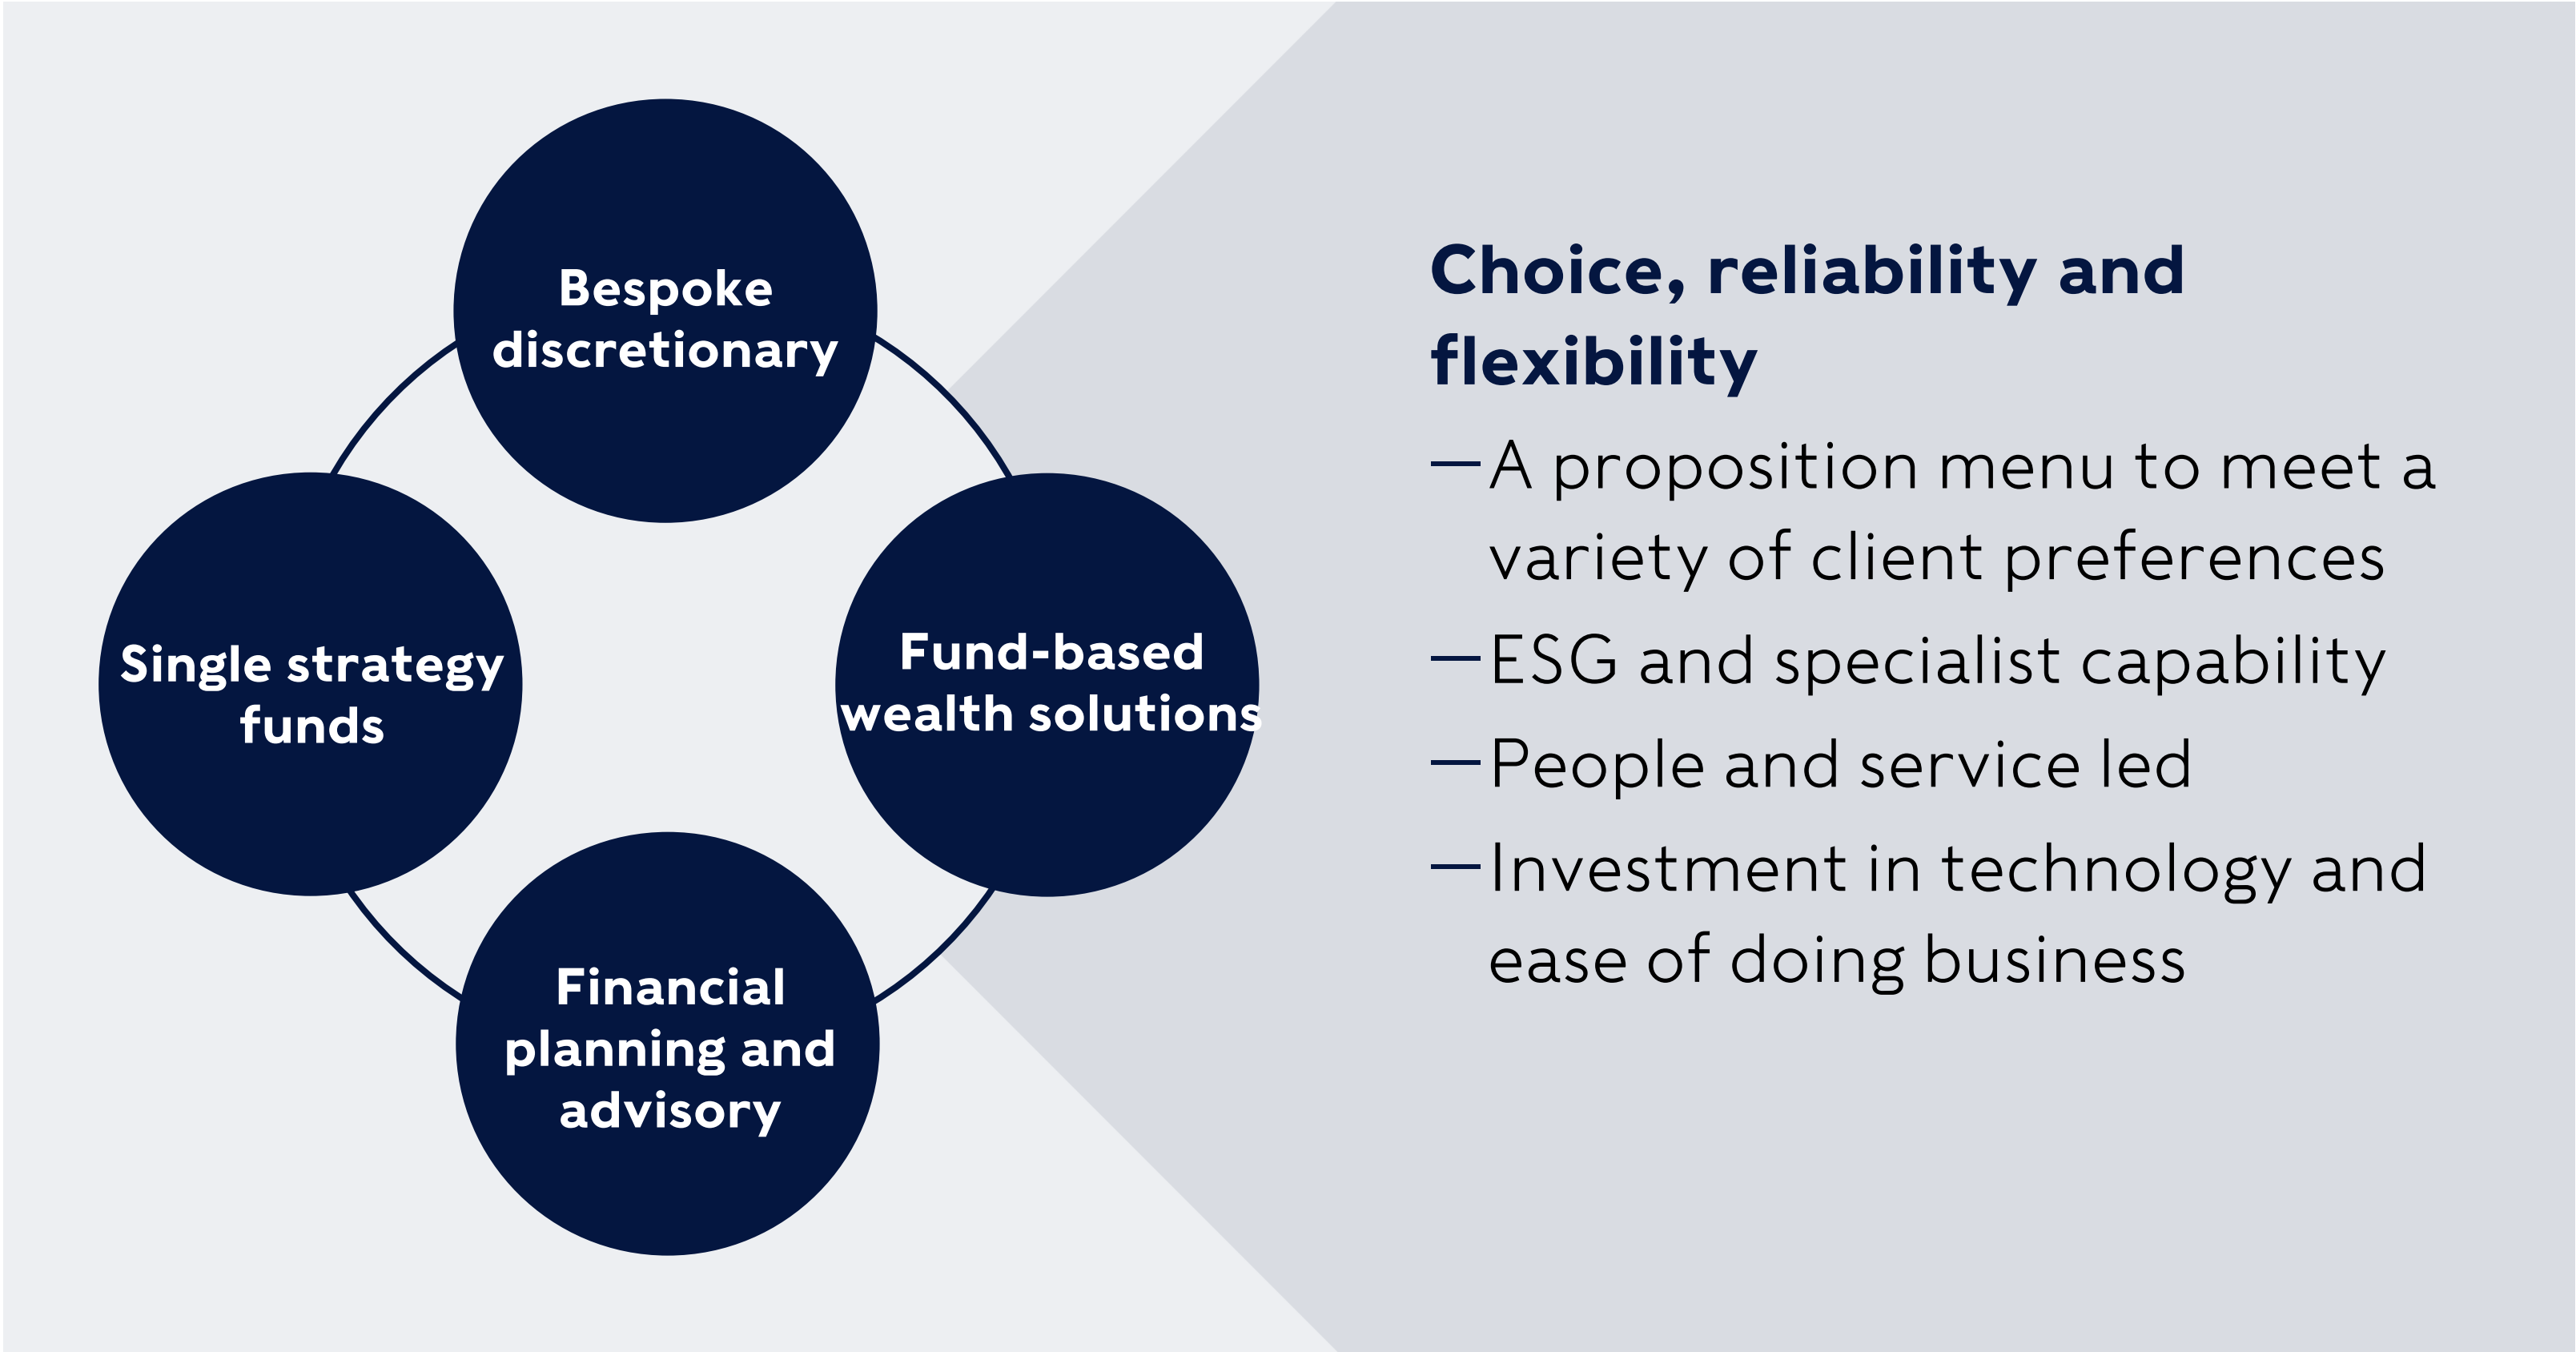 Bespoke
discretionary
Single strategy
funds
Fund-based
wealth solutions
Financial
planning and
advisory
Choice, reliability and
flexibility
—A proposition menu to meet a
variety of client preferences
—ESG and specialist capability
—People and service led
—Investment in technology and
ease of doing business